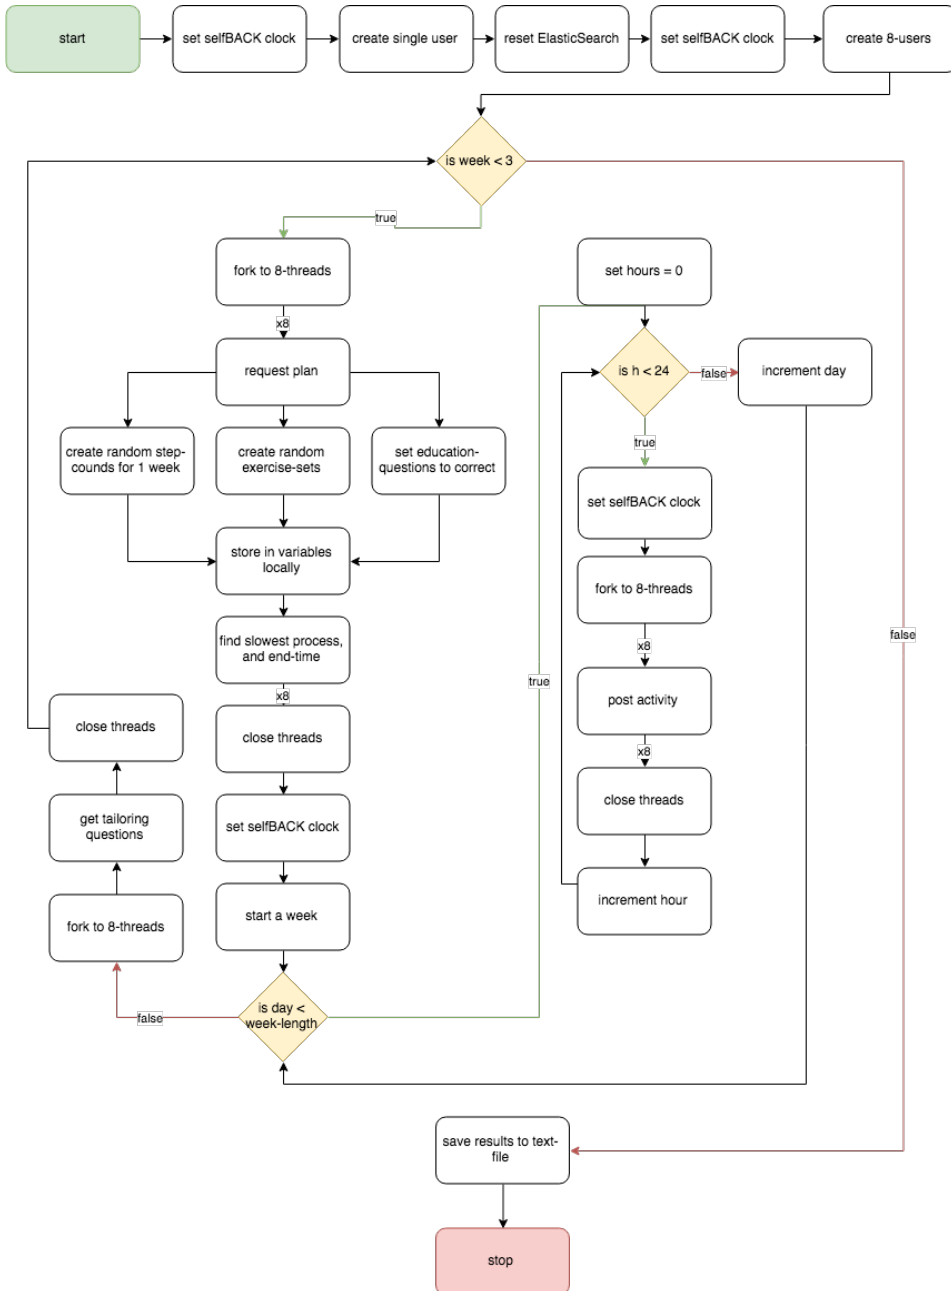 start
set selfBACK clock
create single user
reset ElasticSearch
set selfBACK clock
create 8-users
is week < 3
true
fork to 8-threads
x8
request plan
create random step-
counds for 1 week
create random
exercise-sets
set education-
questions to correct
store in variables
locally
find slowest process,
and end-time
x8
close threads
set selfBACK clock
start a week
is day <
week-length
false
fork to 8-threads
get tailoring
questions
close threads
true
set hours = 0
is h < 24
false
increment day
true
set selfBACK clock
fork to 8-threads
x8
post activity
x8
close threads
increment hour
false
save results to text-
file
stop